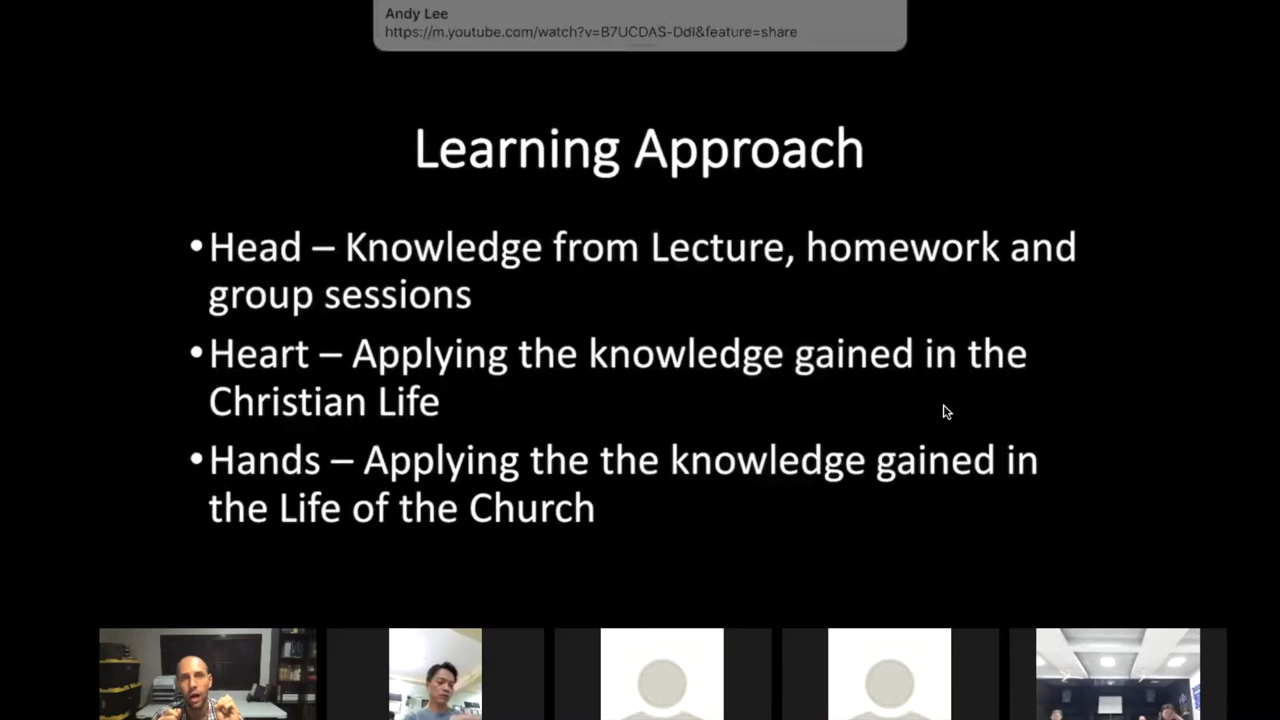 Andy Lee
https://m.youtube.com/watch?v=B7UCDAS-DdI&feature=share
Learning Approach
•Head – Knowledge from Lecture, homework and
group sessions
•Heart – Applying the knowledge gained in the
Christian Life
•Hands – Applying the the knowledge gained in
the Life of the Church